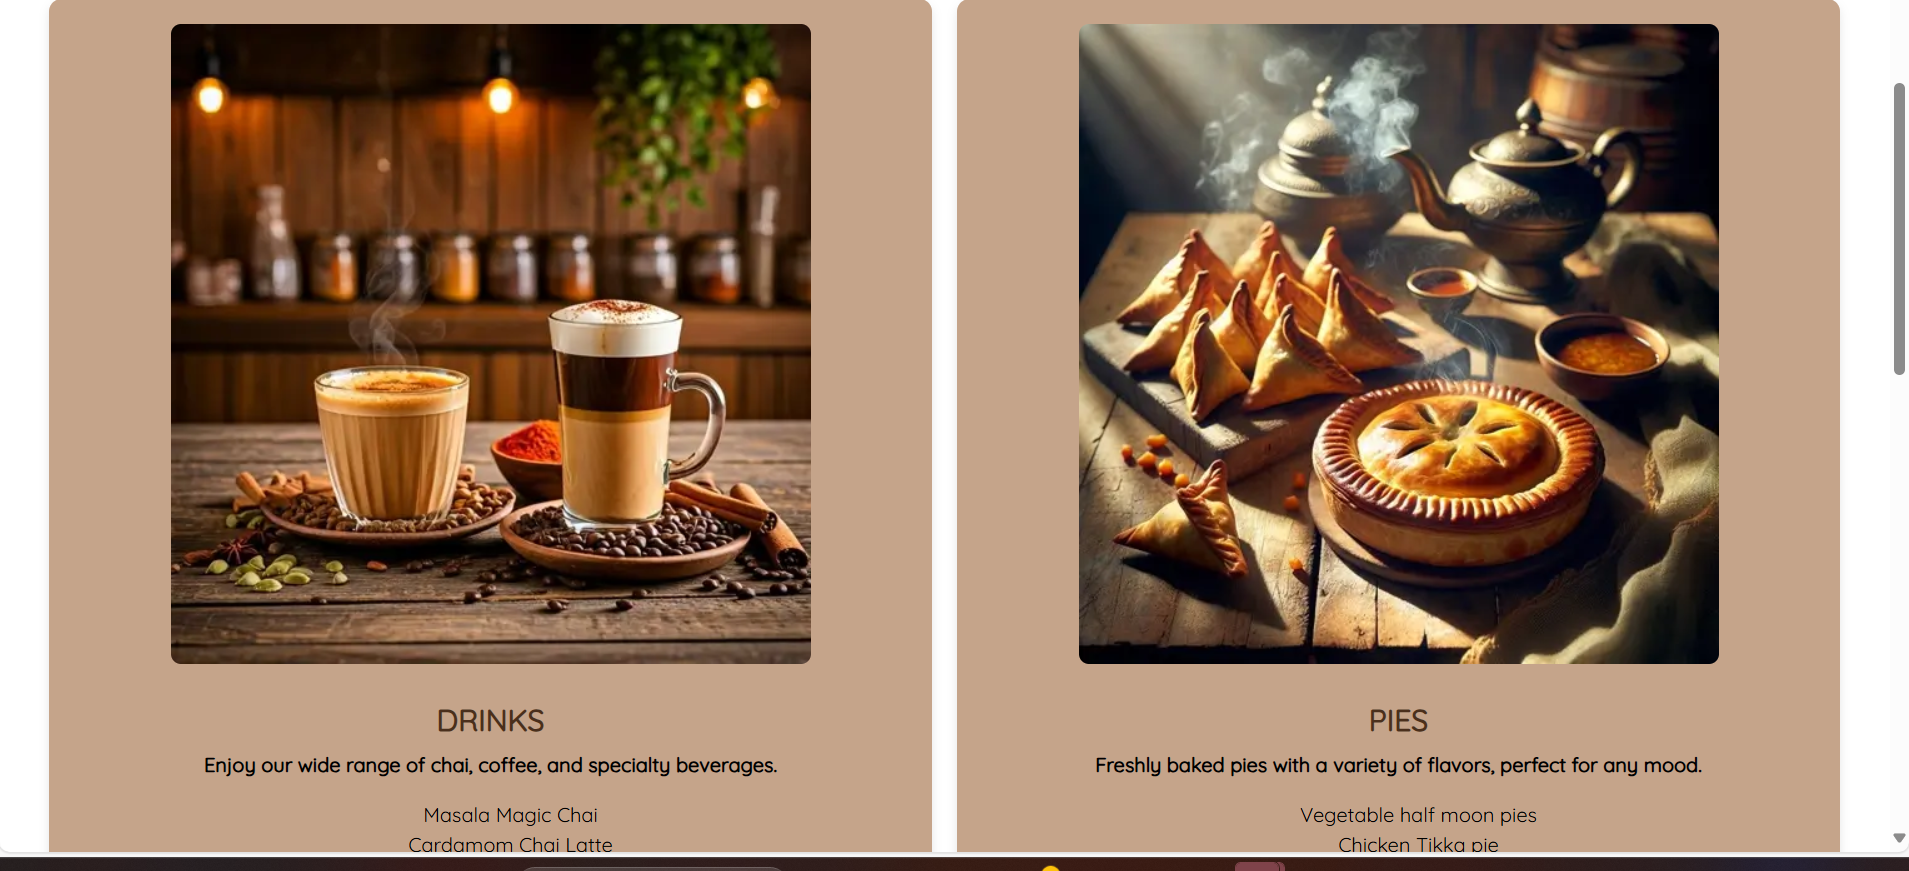 DRINKS
Enjoy our wide range of chai, coffee, and specialty beverages.
Masala Magic Chai
Cardamom Chai Latte
PIES
Freshly baked pies with a variety of flavors, perfect for any mood.
Vegetable half moon pies
Chicken Tikka pie